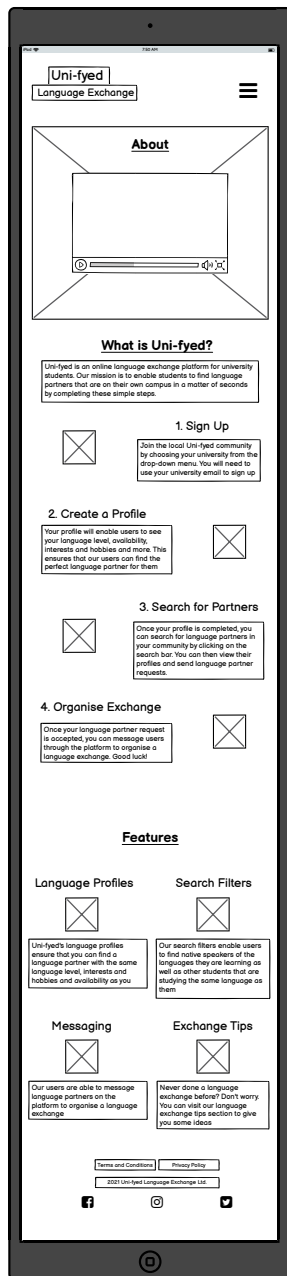 iPad
7:50 AM
Uni-fyed
Language Exchange
About
What is Uni-fyed?
Uni-fyed is an online language exchange platform for university
students. Our mission is to enable students to find language
partners that are on their own campus in a matter of seconds
by completing these simple steps.
1. Sign Up
Join the local Uni-fyed community
by choosing your university from the
drop-down menu. You will need to
use your university email to sign up
2. Create a Profile
Your profile will enable users to see
your language level, availability,
interests and hobbies and more. This
ensures that our users can find the
perfect language partner for them
3. Search for Partners
Once your profile is completed, you
can search for language partners in
your community by clicking on the
search bar. You can then view their
profiles and send language partner
requests.
4. Organise Exchange
Once your language partner request
is accepted, you can message users
through the platform to organise a
language exchange. Good luck!
Features
Language Profiles
Search Filters
Uni-fyed's language profiles
ensure that you can find a
language partner with the same
language level, interests and
hobbies and availability as you
Our search filters enable users
to find native speakers of the
languages they are learning as
well as other students that are
studying the same language as
them
Messaging
Exchange Tips
Our users are able to message
language partners on the
platform to organise a language
exchange
Never done a language
exchange before? Don't worry.
You can visit our language
exchange tips section to give
you some ideas
Terms and Conditions
Privacy Policy
2021 Uni-fyed Language Exchange Ltd.